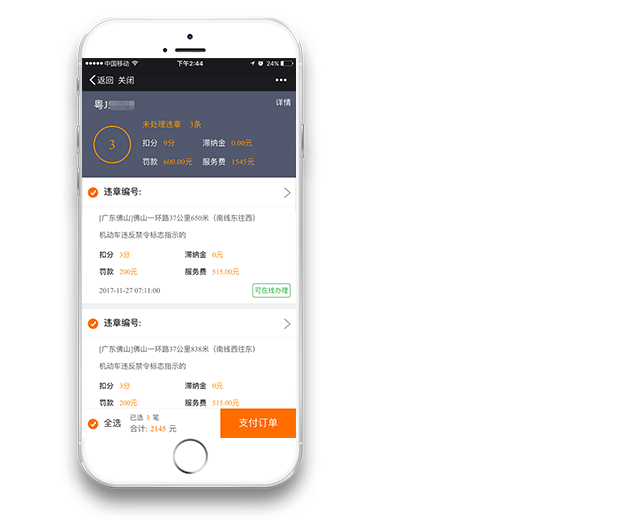 中国移动 下午2:44 24%
返回 关闭
粤J 详情
未处理违章 3条
3
扣分 9分 滞纳金 0.00元
罚款 600.00元 服务费 1545元
违章编号:
[广东佛山]佛山一环路37公里650米（南线东往西）
机动车违反禁令标志指示的
扣分 3分 滞纳金 0元
罚款 200元 服务费 515.00元
2017-11-27 07:11:00 可在线办理
违章编号:
[广东佛山]佛山一环路37公里838米（南线西往东）
机动车违反禁令标志指示的
扣分 3分 滞纳金 0元
罚款 200元 服务费 515.00元
全选 已选 3 笔
合计: 2145 元 支付订单